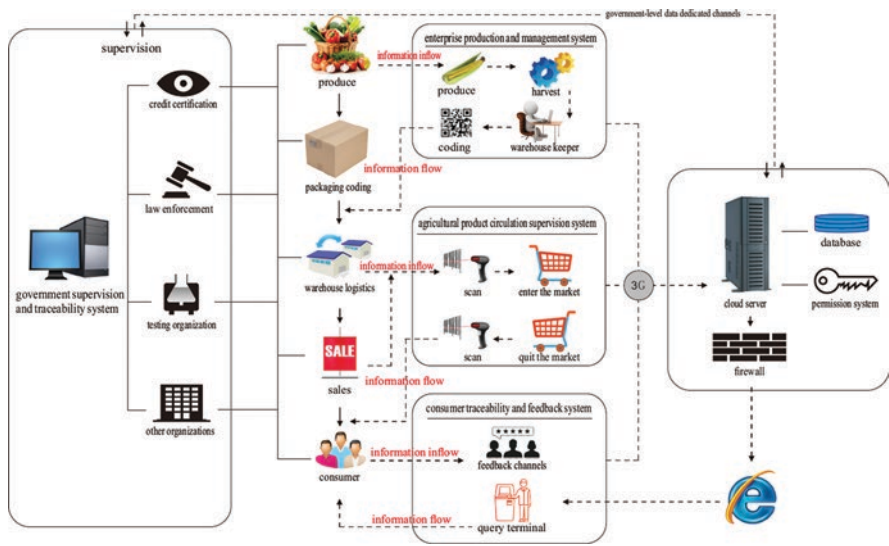 government-level data dedicated channels
supervision
credit certification
law enforcement
government supervision
and traceability system
testing organization
other organizations
produce
packaging coding
warehouse logistics
SALE
sales
consumer
information inflow
information flow
information inflow
information flow
information inflow
information flow
enterprise production and management system
produce
harvest
coding
warehouse keeper
agricultural product circulation supervision system
scan
enter the market
scan
quit the market
consumer traceability and feedback system
feedback channels
query terminal
3G
cloud server
database
permission system
firewall